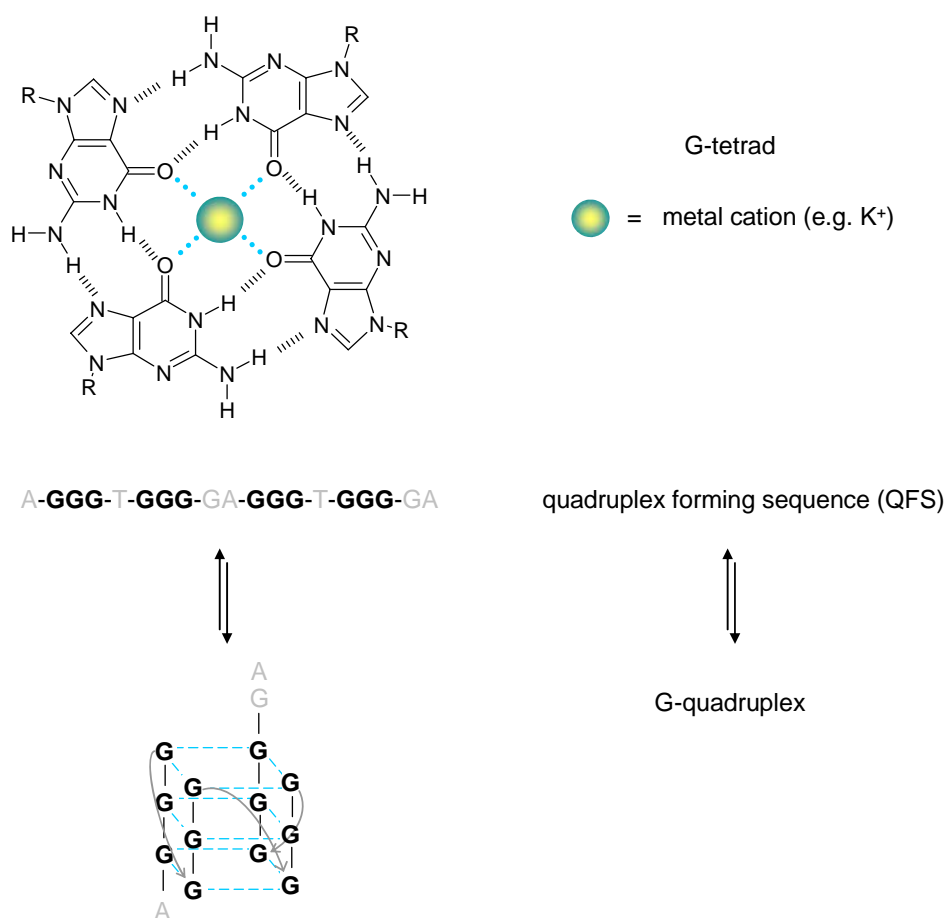 H R
N N N
H
R N N N N
H
G-tetrad
N O O H
N H N H
= metal cation (e.g. K+)
H N H N
H O O N
N N H N N R
N N N H
R
H
A-GGG-T-GGG-GA-GGG-T-GGG-GA
quadruplex forming sequence (QFS)
A
G
G-quadruplex
G G
G G
G G
G G
G G
G G
A